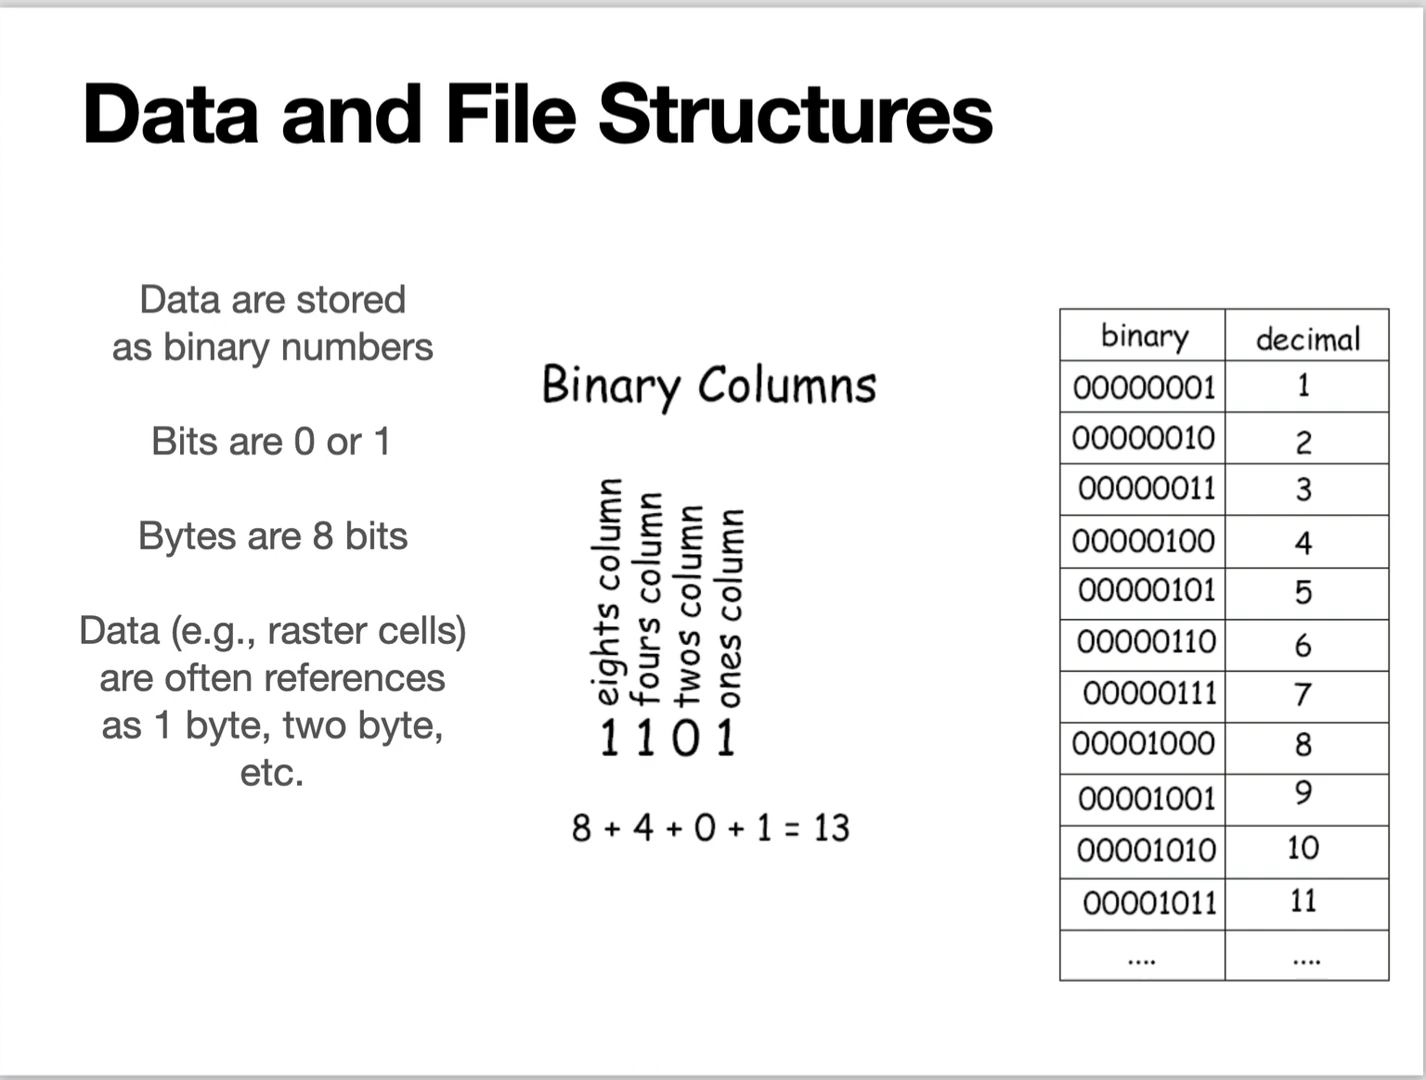 Data and File Structures
Data are stored
as binary numbers
Bits are 0 or 1
Bytes are 8 bits
Data (e.g., raster cells)
are often references
as 1 byte, two byte,
etc.
Binary Columns
eights column
fours column
twos column
ones column
1 1 0 1
8 + 4 + 0 + 1 = 13
binary decimal
00000001 1
00000010 2
00000011 3
00000100 4
00000101 5
00000110 6
00000111 7
00001000 8
00001001 9
00001010 10
00001011 11
.... ....